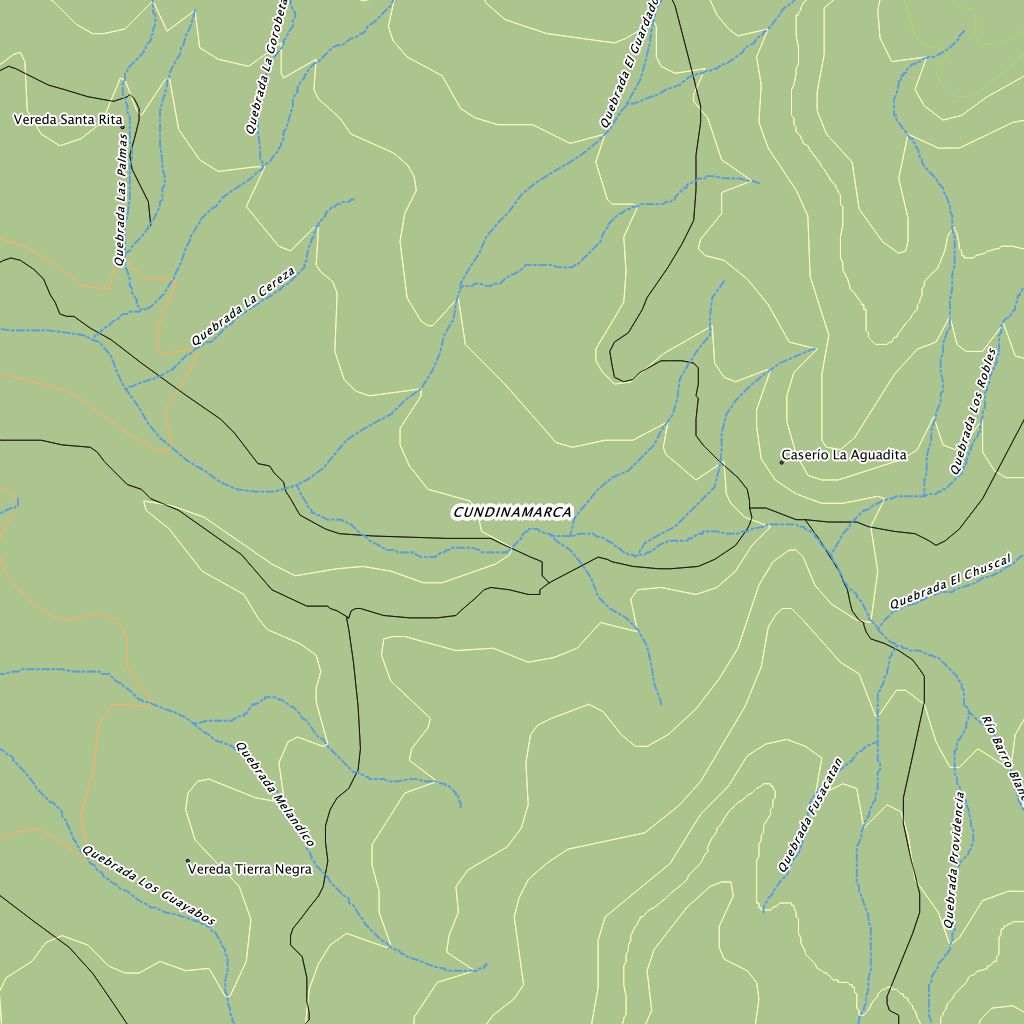 Quebrada La Gorobeta
Quebrada El Guardado
Vereda Santa Rita
Quebrada Las Palmas
Quebrada La Cereza
Quebrada Los Robles
Caserío La Aguadita
CUNDINAMARCA
Quebrada El Chuscal
Río Barro Blanc
Quebrada Melandico
Quebrada Fusacatan
Quebrada Providencia
Quebrada Los Guayabos
Vereda Tierra Negra